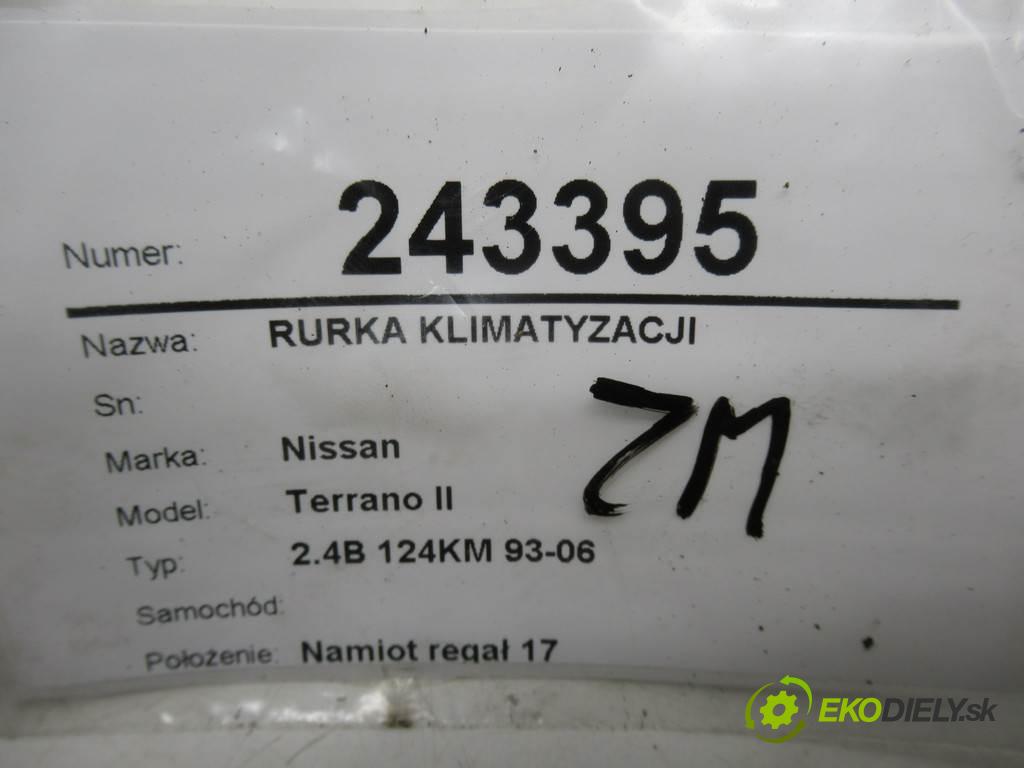 Numer: 243395
Nazwa: RURKA KLIMATYZACJI
Sn:
Marka: Nissan
Model: Terrano II
Typ: 2.4B 124KM 93-06
Samochód:
Położenie: Namiot regał 17
ZM
EKODIELY.sk